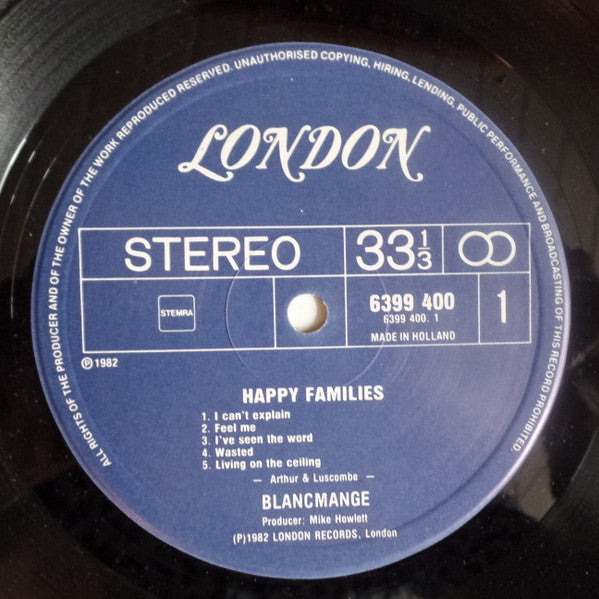 ALL RIGHTS OF THE PRODUCER AND OF THE OWNER OF THE WORK REPRODUCED RESERVED. UNAUTHORISED COPYING, HIRING, LENDING, PUBLIC PERFORMANCE AND BROADCASTING OF THIS RECORD PROHIBITED.
LONDON
STEREO 33 1/3
STEMRA 6399 400 1
6399 400. 1
MADE IN HOLLAND
℗ 1982
HAPPY FAMILIES
1. I can't explain
2. Feel me
3. I've seen the word
4. Wasted
5. Living on the ceiling
— Arthur & Luscombe —
BLANCMANGE
Producer: Mike Howlett
(P)1982 LONDON RECORDS, London